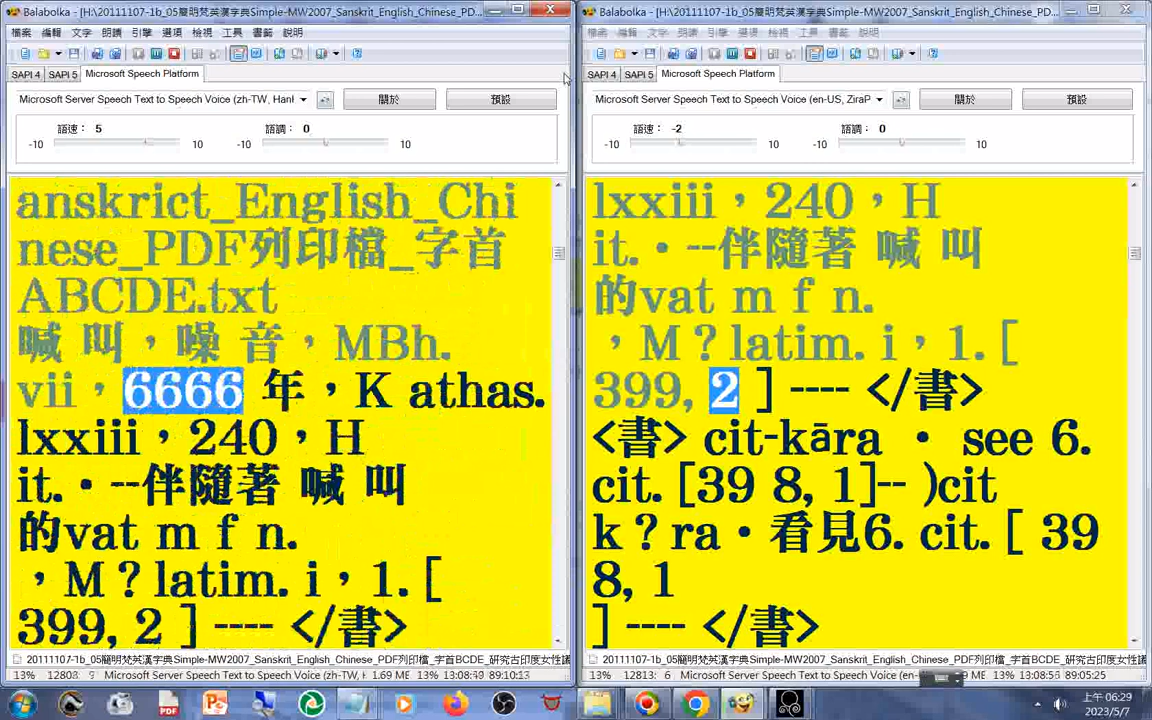 Balabolka - [H:\20111107-1b_05簡明梵英漢字典Simple-MW2007_Sanskrit_English_Chinese_PD...
檔案 編輯 文字 朗讀 引擎 選項 檢視 工具 書籤 說明
SAPI 4 SAPI 5 Microsoft Speech Platform
Microsoft Server Speech Text to Speech Voice (zh-TW, Hanl 關於 預設
語速： 5 語調： 0
-10 10 -10 10
anskrict_English_Chi
nese_PDF列印檔_字首
ABCDE.txt
喊 叫，噪 音，MBh.
vii，6666 年，K athas.
lxxiii，240，H
it.‧--伴隨著 喊 叫
的vat m f n.
，M？latim. i，1. [
399, 2 ] ---- </書>
20111107-1b_05簡明梵英漢字典Simple-MW2007_Sanskrit_English_Chinese_PDF列印檔_字首BCDE_研究古印度女性議
13% 12808: 9 Microsoft Server Speech Text to Speech Voice (zh-TW, 1.69 ME 13% 13:08:49 89:10:13
Balabolka - [H:\20111107-1b_05簡明梵英漢字典Simple-MW2007_Sanskrit_English_Chinese_PD...
檔案 編輯 文字 朗讀 引擎 選項 檢視 工具 書籤 說明
SAPI 4 SAPI 5 Microsoft Speech Platform
Microsoft Server Speech Text to Speech Voice (en-US, ZiraP 關於 預設
語速： -2 語調： 0
-10 10 -10 10
lxxiii，240，H
it.‧--伴隨著 喊 叫
的vat m f n.
，M？latim. i，1. [
399, 2 ] ---- </書>
<書> cit-kāra ‧ see 6.
cit. [39 8, 1]-- )cit
k？ra‧看見6. cit. [ 39
8, 1
] ---- </書>
20111107-1b_05簡明梵英漢字典Simple-MW2007_Sanskrit_English_Chinese_PDF列印檔_字首BCDE_研究古印度女性議
13% 12813: 6 Microsoft Server Speech Text to Speech Voice 13% 13:08:56 89:05:25
上午 06:29
2023/5/7